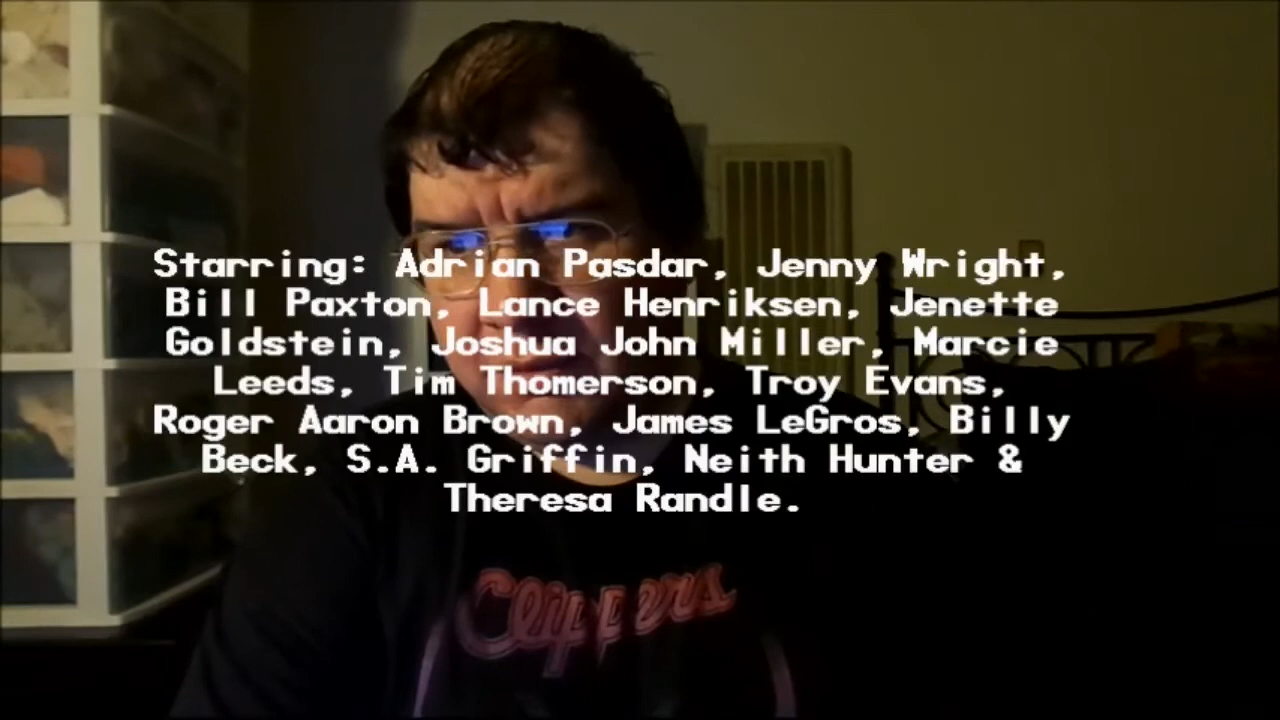 Starring: Adrian Pasdar, Jenny Wright,
Bill Paxton, Lance Henriksen, Jenette
Goldstein, Joshua John Miller, Marcie
Leeds, Tim Thomerson, Troy Evans,
Roger Aaron Brown, James LeGros, Billy
Beck, S.A. Griffin, Neith Hunter &
Theresa Randle.
Clippers